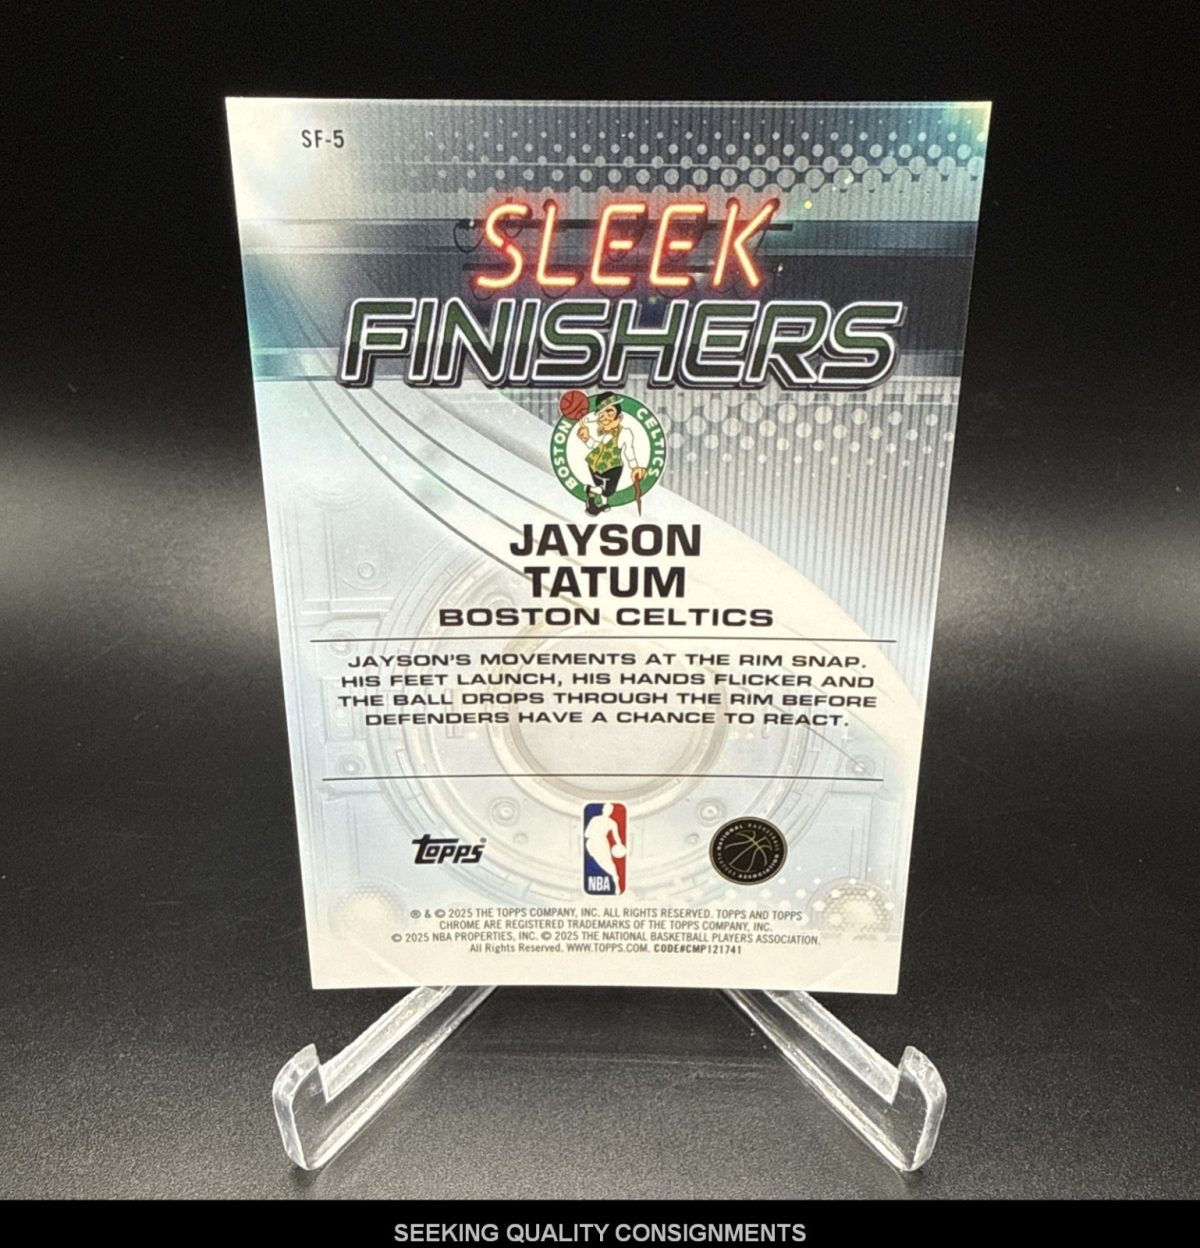 SF-5
SLEEK
FINISHERS
BOSTON CELTICS
JAYSON
TATUM
BOSTON CELTICS
JAYSON'S MOVEMENTS AT THE RIM SNAP.
HIS FEET LAUNCH, HIS HANDS FLICKER AND
THE BALL DROPS THROUGH THE RIM BEFORE
DEFENDERS HAVE A CHANCE TO REACT.
Topps®
NBA
NATIONAL BASKETBALL
® & © 2025 THE TOPPS COMPANY, INC. ALL RIGHTS RESERVED. TOPPS AND TOPPS
CHROME ARE REGISTERED TRADEMARKS OF THE TOPPS COMPANY, INC.
© 2025 NBA PROPERTIES, INC. © 2025 THE NATIONAL BASKETBALL PLAYERS ASSOCIATION.
All Rights Reserved. WWW.TOPPS.COM. CODE#CMP121741
SEEKING QUALITY CONSIGNMENTS